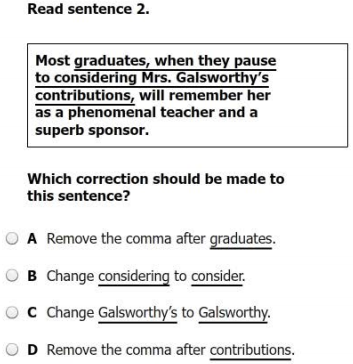 Read sentence 2.
Most graduates, when they pause
to considering Mrs. Galsworthy's
contributions, will remember her
as a phenomenal teacher and a
superb sponsor.
Which correction should be made to
this sentence?
A Remove the comma after graduates.
B Change considering to consider.
C Change Galsworthy's to Galsworthy.
D Remove the comma after contributions.